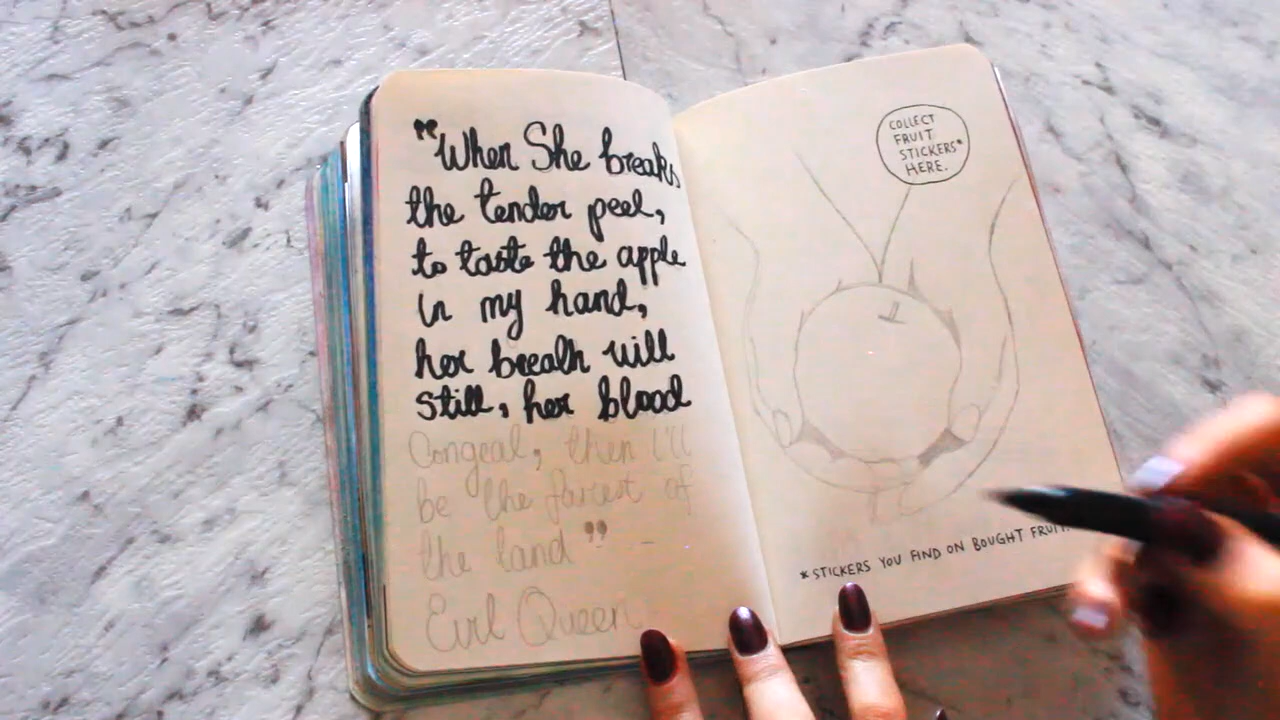 "When She breaks
the tender peel,
to taste the apple
in my hand,
her breath will
still, her blood
Congeal, then I'll
be the farest of
the land" -
Evil Queen
COLLECT
FRUIT
STICKERS*
HERE.
*STICKERS YOU FIND ON BOUGHT FRUIT.